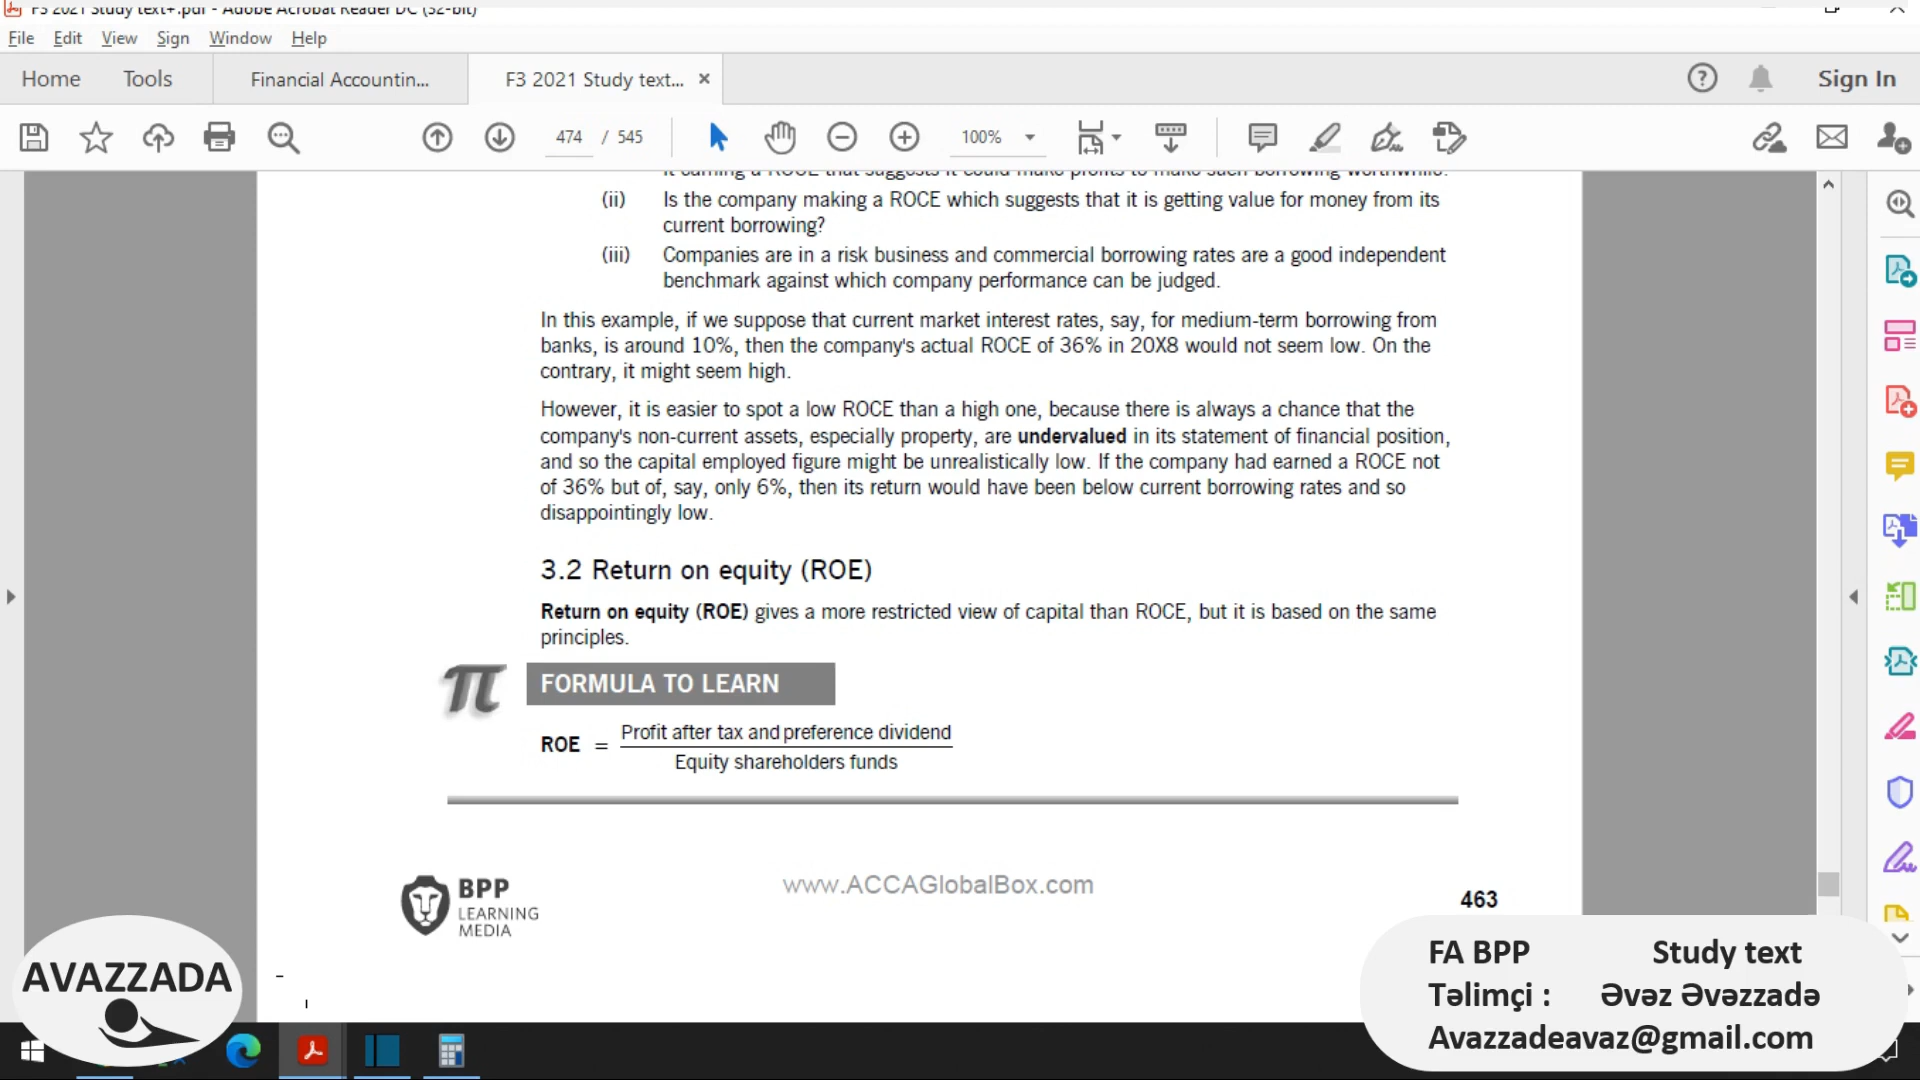 F3 2021 Study text+.pdf - Adobe Acrobat Reader DC (32-bit)
File Edit View Sign Window Help
Home Tools Financial Accountin... F3 2021 Study text... × Sign In
474 / 545 100%
it earning a ROCE that suggests it could make profits to make such borrowing worthwhile.
(ii) Is the company making a ROCE which suggests that it is getting value for money from its
current borrowing?
(iii) Companies are in a risk business and commercial borrowing rates are a good independent
benchmark against which company performance can be judged.
In this example, if we suppose that current market interest rates, say, for medium-term borrowing from
banks, is around 10%, then the company's actual ROCE of 36% in 20X8 would not seem low. On the
contrary, it might seem high.
However, it is easier to spot a low ROCE than a high one, because there is always a chance that the
company's non-current assets, especially property, are undervalued in its statement of financial position,
and so the capital employed figure might be unrealistically low. If the company had earned a ROCE not
of 36% but of, say, only 6%, then its return would have been below current borrowing rates and so
disappointingly low.
3.2 Return on equity (ROE)
Return on equity (ROE) gives a more restricted view of capital than ROCE, but it is based on the same
principles.
π FORMULA TO LEARN
ROE = Profit after tax and preference dividend
Equity shareholders funds
BPP
LEARNING
MEDIA
www.ACCAGlobalBox.com
463
AVAZZADA
FA BPP Study text
Təlimçi : Əvəz Əvəzzadə
Avazzadeavaz@gmail.com